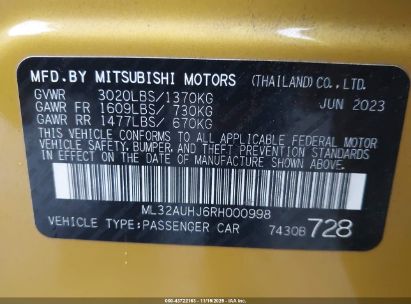 MFD.BY MITSUBISHI MOTORS (THAILAND) CO.,LTD.
GVWR 3020LBS/1370KG JUN 2023
GAWR FR 1609LBS/ 730KG
GAWR RR 1477LBS/ 670KG
THIS VEHICLE CONFORMS TO ALL APPLICABLE FEDERAL MOTOR
VEHICLE SAFETY, BUMPER, AND THEFT PREVENTION STANDARDS
IN EFFECT ON THE DATE OF MANUFACTURE SHOWN ABOVE.
ML32AUHJ6RH000998
VEHICLE TYPE:PASSENGER CAR 7430B 728